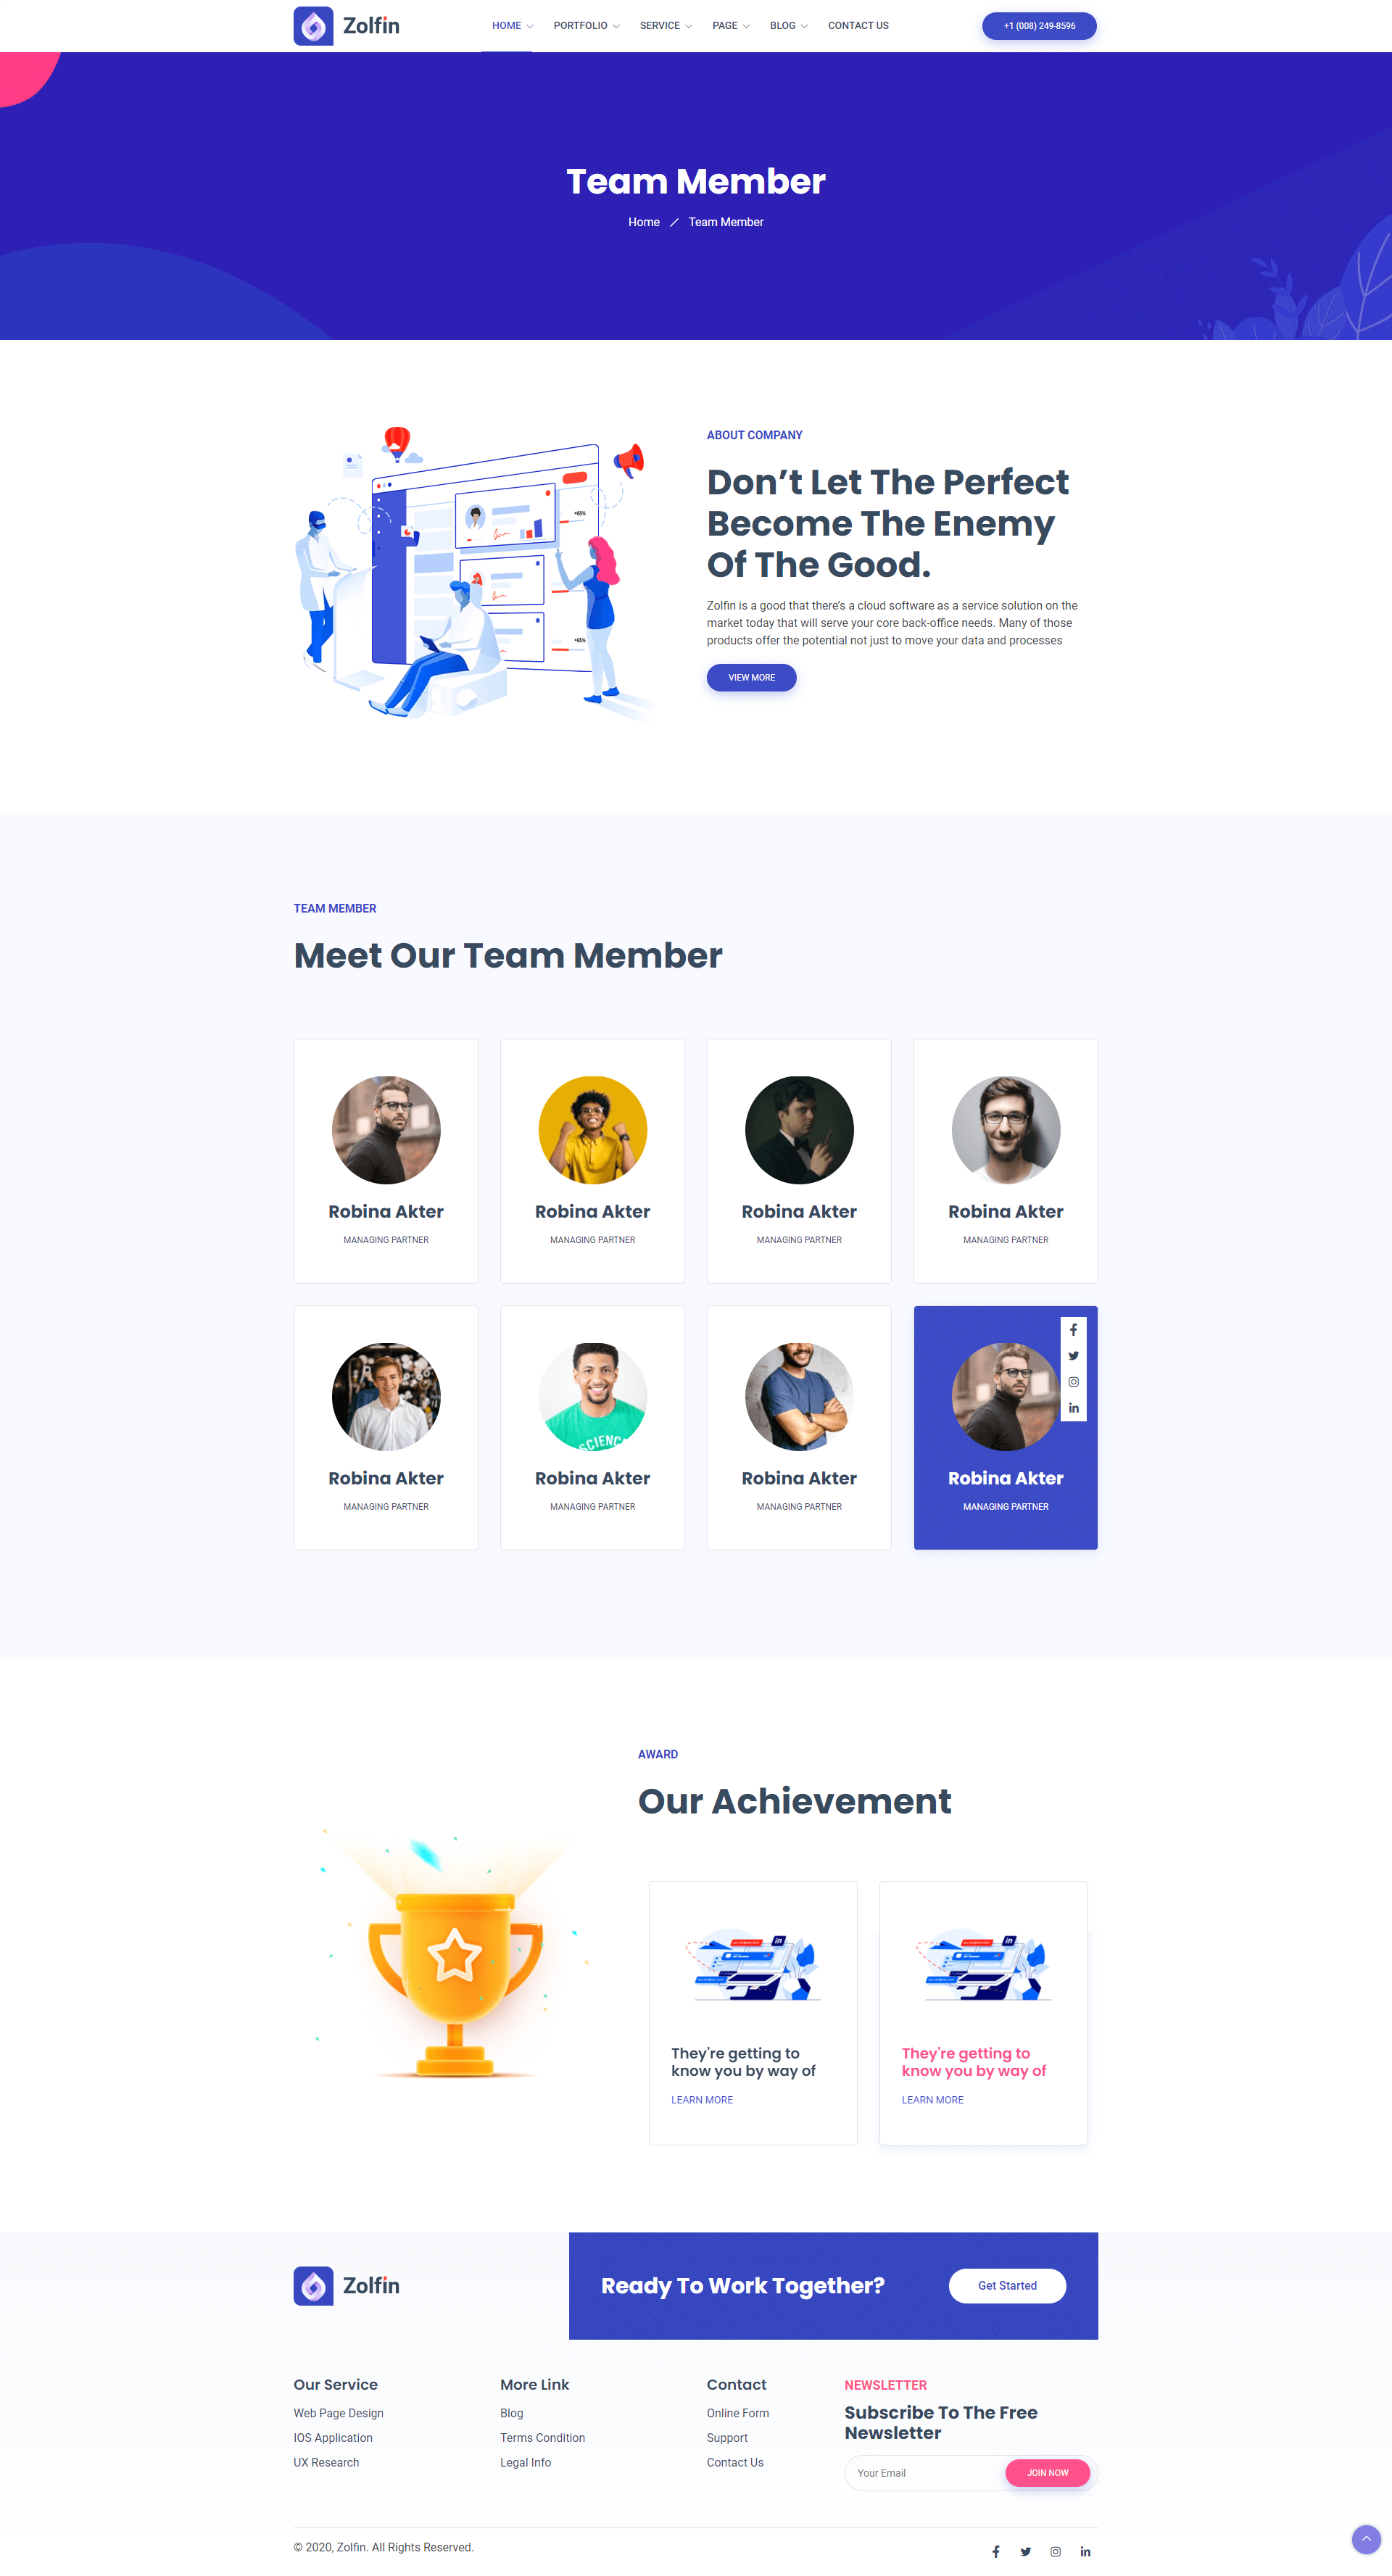 Zolfin
HOME PORTFOLIO SERVICE PAGE BLOG CONTACT US
+1 (008) 249-8596
Team Member
Home / Team Member
ABOUT COMPANY
Don’t Let The Perfect
Become The Enemy
Of The Good.
Zolfin is a good that there’s a cloud software as a service solution on the
market today that will serve your core back-office needs. Many of those
products offer the potential not just to move your data and processes
VIEW MORE
+65%
+65%
TEAM MEMBER
Meet Our Team Member
Robina Akter Robina Akter Robina Akter Robina Akter
MANAGING PARTNER MANAGING PARTNER MANAGING PARTNER MANAGING PARTNER
SCIENCE
Robina Akter Robina Akter Robina Akter Robina Akter
MANAGING PARTNER MANAGING PARTNER MANAGING PARTNER MANAGING PARTNER
AWARD
Our Achievement
They're getting to
know you by way of
LEARN MORE
They're getting to
know you by way of
LEARN MORE
Zolfin
Ready To Work Together?
Get Started
Our Service
Web Page Design
IOS Application
UX Research
More Link
Blog
Terms Condition
Legal Info
Contact
Online Form
Support
Contact Us
NEWSLETTER
Subscribe To The Free
Newsletter
Your Email
JOIN NOW
© 2020, Zolfin. All Rights Reserved.